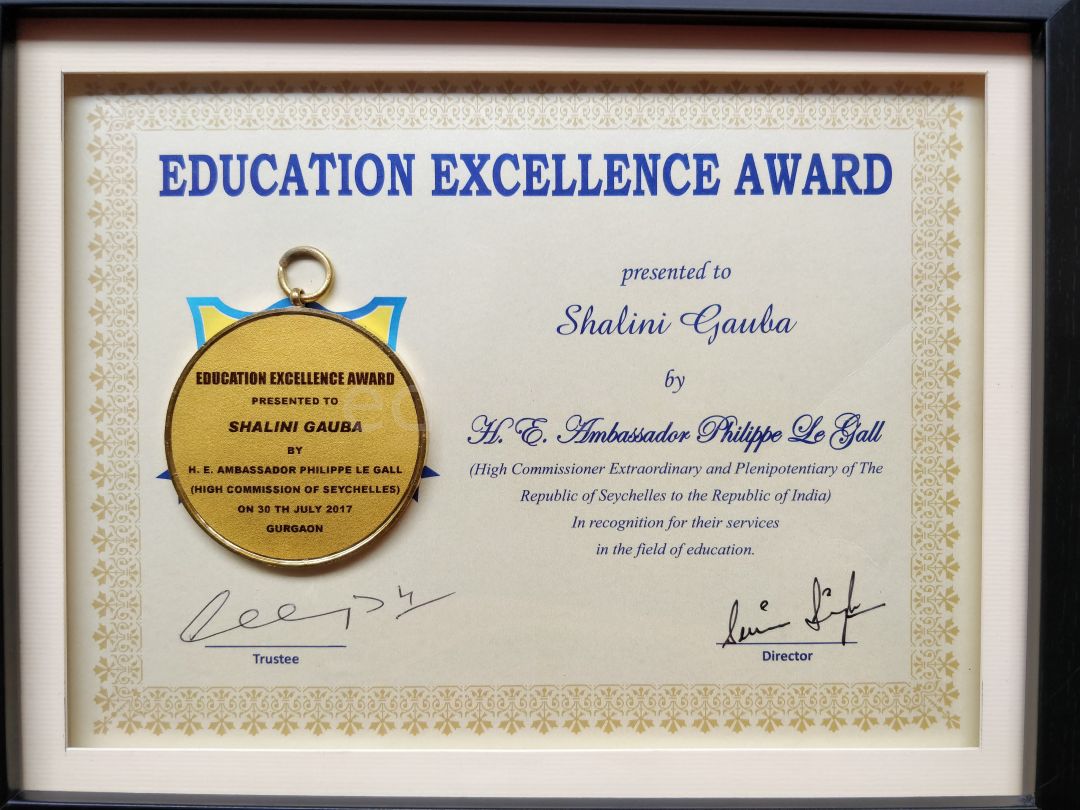 EDUCATION EXCELLENCE AWARD
presented to
Shalini Gauba
by
H. E. Ambassador Philippe Le Gall
(High Commissioner Extraordinary and Plenipotentiary of The
Republic of Seychelles to the Republic of India)
In recognition for their services
in the field of education.
EDUCATION EXCELLENCE AWARD
PRESENTED TO
SHALINI GAUBA
BY
H. E. AMBASSADOR PHILIPPE LE GALL
(HIGH COMMISSION OF SEYCHELLES)
ON 30 TH JULY 2017
GURGAON
Trustee
Director